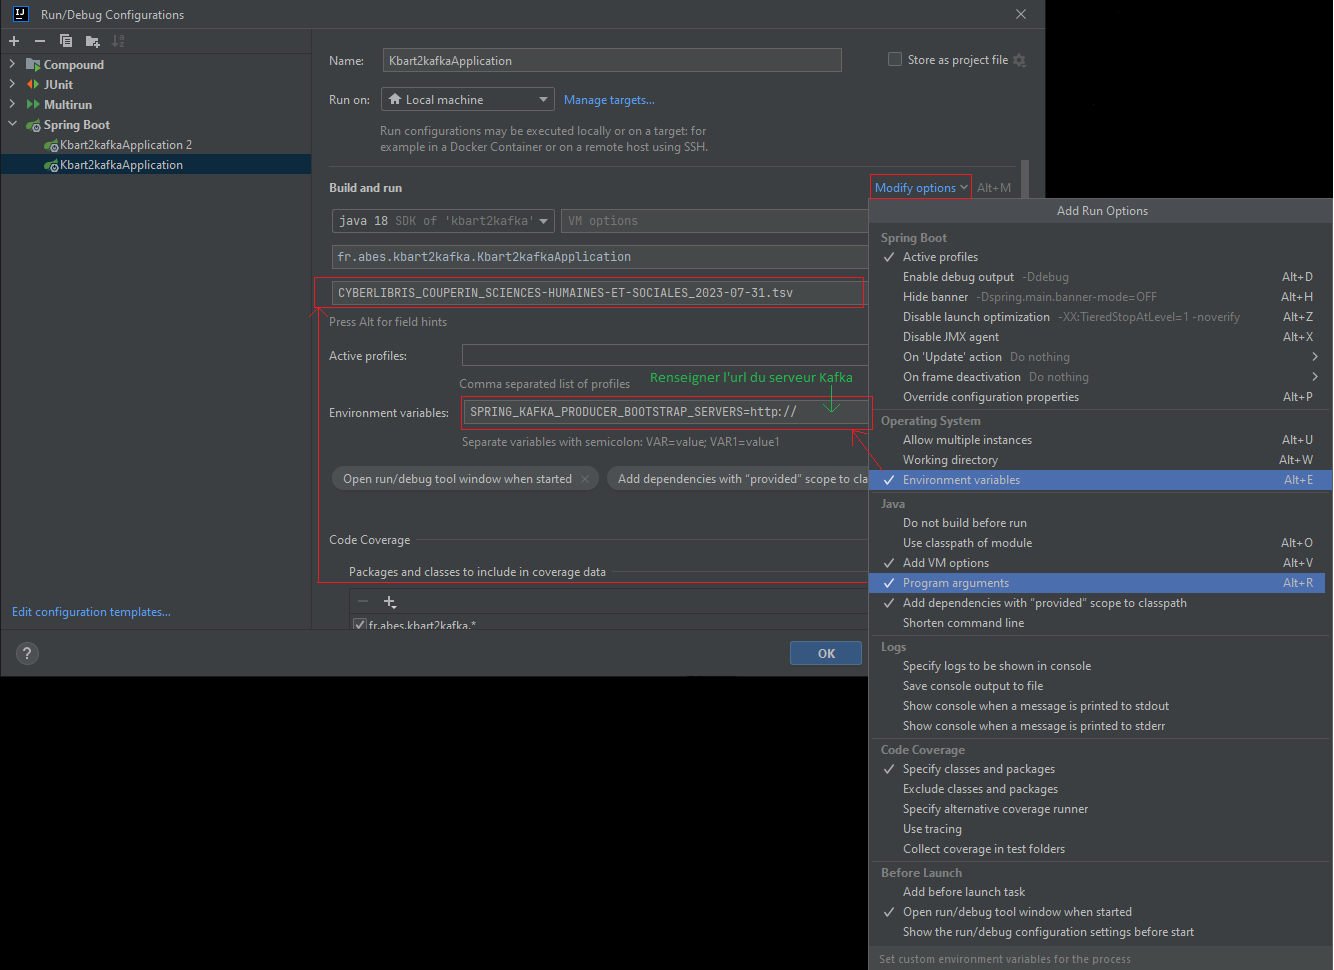 Run/Debug Configurations
Compound
JUnit
Multirun
Spring Boot
Kbart2kafkaApplication 2
Kbart2kafkaApplication
Edit configuration templates...
?
Name: Kbart2kafkaApplication
Store as project file
Run on: Local machine
Manage targets...
Run configurations may be executed locally or on a target: for
example in a Docker Container or on a remote host using SSH.
Build and run
Modify options Alt+M
java 18 SDK of 'kbart2kafka'
VM options
fr.abes.kbart2kafka.Kbart2kafkaApplication
CYBERLIBRIS_COUPERIN_SCIENCES-HUMAINES-ET-SOCIALES_2023-07-31.tsv
Press Alt for field hints
Active profiles:
Comma separated list of profiles
Renseigner l'url du serveur Kafka
Environment variables: SPRING_KAFKA_PRODUCER_BOOTSTRAP_SERVERS=http://
Separate variables with semicolon: VAR=value; VAR1=value1
Open run/debug tool window when started
Add dependencies with “provided” scope to cla
Code Coverage
Packages and classes to include in coverage data
fr.abes.kbart2kafka.*
OK
Add Run Options
Spring Boot
Active profiles
Enable debug output -Ddebug Alt+D
Hide banner -Dspring.main.banner-mode=OFF Alt+H
Disable launch optimization -XX:TieredStopAtLevel=1 -noverify Alt+Z
Disable JMX agent Alt+X
On 'Update' action Do nothing
On frame deactivation Do nothing
Override configuration properties Alt+P
Operating System
Allow multiple instances Alt+U
Working directory Alt+W
Environment variables Alt+E
Java
Do not build before run
Use classpath of module Alt+O
Add VM options Alt+V
Program arguments Alt+R
Add dependencies with “provided” scope to classpath
Shorten command line
Logs
Specify logs to be shown in console
Save console output to file
Show console when a message is printed to stdout
Show console when a message is printed to stderr
Code Coverage
Specify classes and packages
Exclude classes and packages
Specify alternative coverage runner
Use tracing
Collect coverage in test folders
Before Launch
Add before launch task
Open run/debug tool window when started
Show the run/debug configuration settings before start
Set custom environment variables for the process